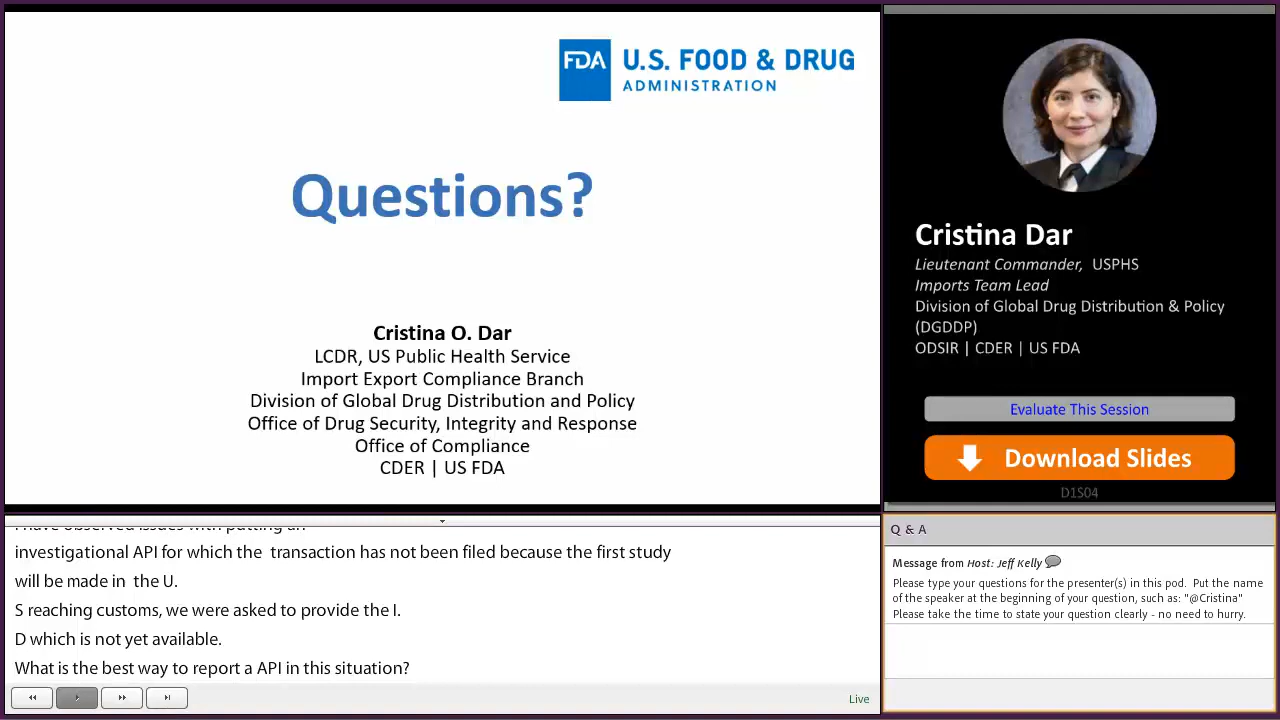 FDA
U.S. FOOD & DRUG
ADMINISTRATION
Questions?
Cristina O. Dar
LCDR, US Public Health Service
Import Export Compliance Branch
Division of Global Drug Distribution and Policy
Office of Drug Security, Integrity and Response
Office of Compliance
CDER | US FDA
Cristina Dar
Lieutenant Commander, USPHS
Imports Team Lead
Division of Global Drug Distribution & Policy
(DGDDP)
ODSIR | CDER | US FDA
Evaluate This Session
Download Slides
D1S04
I have observed issues with putting an
investigational API for which the transaction has not been filed because the first study
will be made in the U.
S reaching customs, we were asked to provide the I.
D which is not yet available.
What is the best way to report a API in this situation?
Live
Q & A
Message from Host: Jeff Kelly
Please type your questions for the presenter(s) in this pod. Put the name
of the speaker at the beginning of your question, such as: "@Cristina"
Please take the time to state your question clearly - no need to hurry.